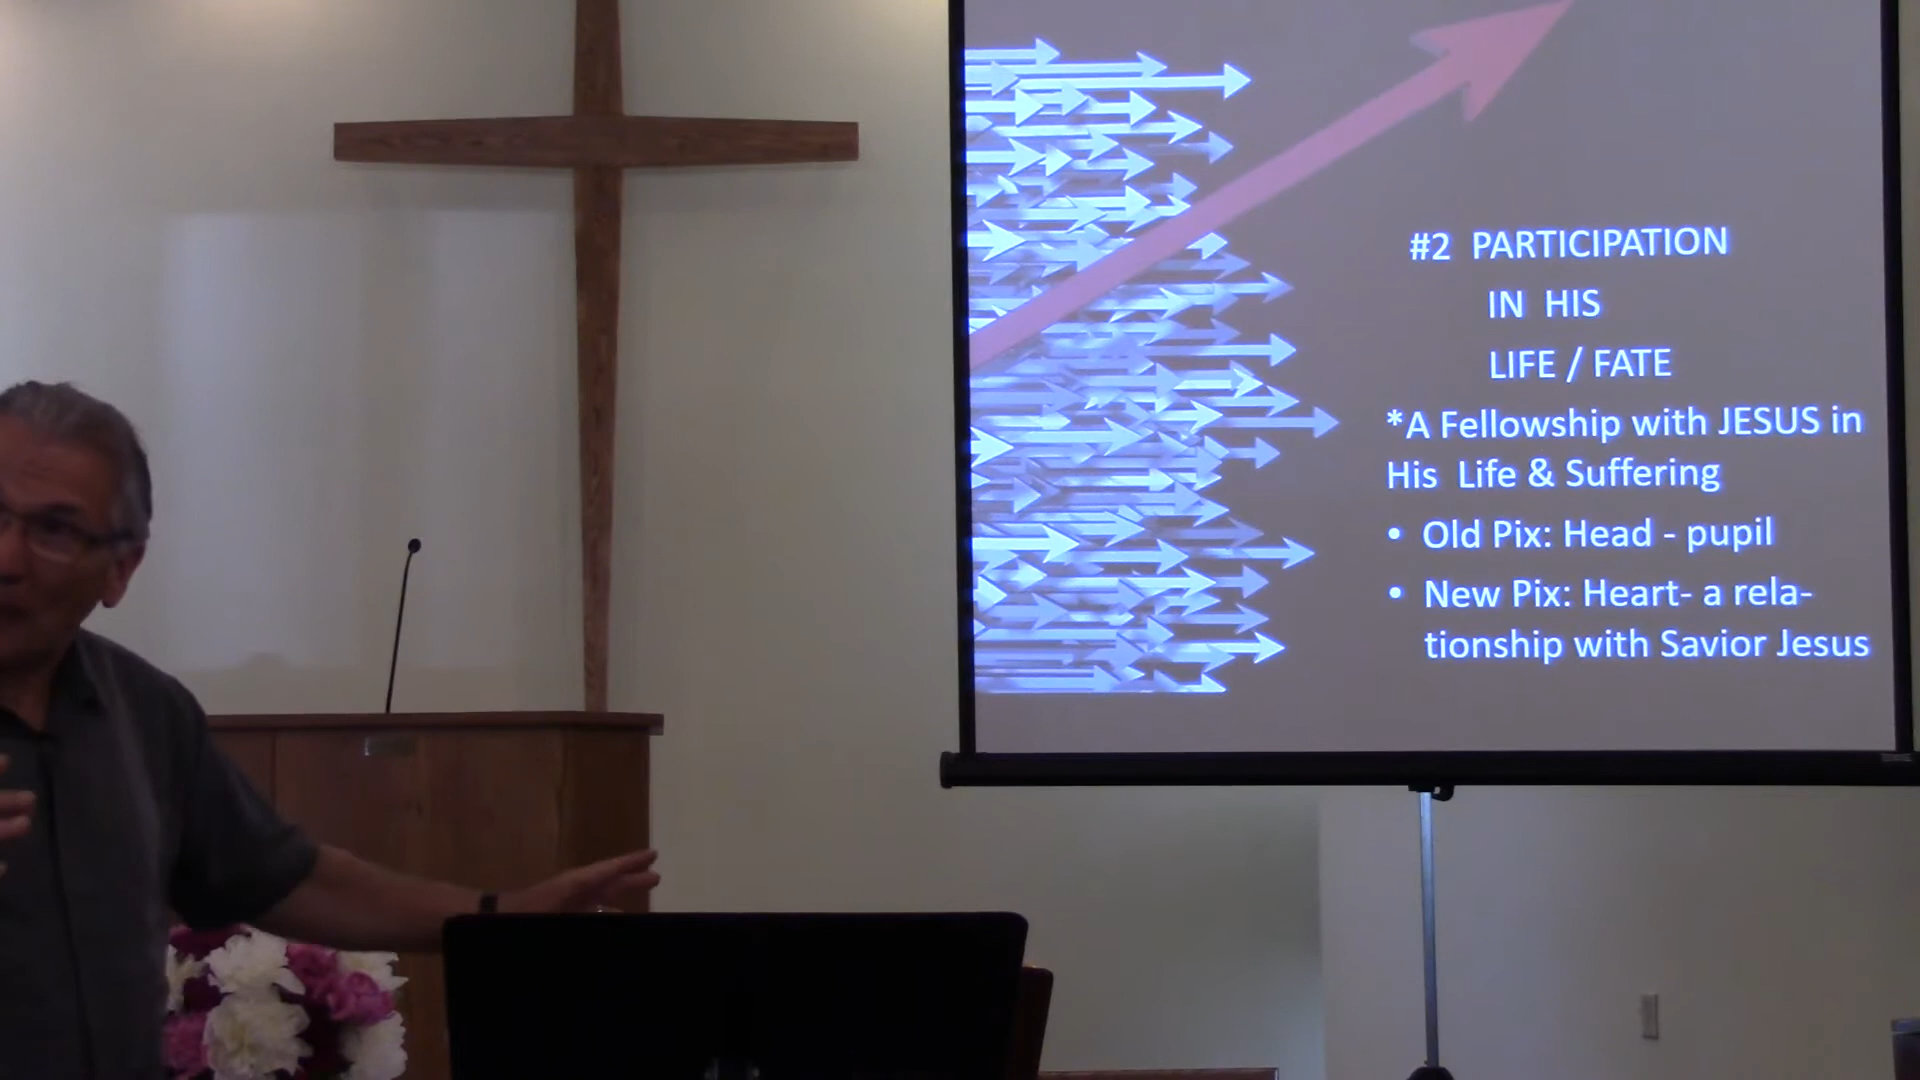 #2 PARTICIPATION
IN HIS
LIFE / FATE
*A Fellowship with JESUS in
His Life & Suffering
• Old Pix: Head - pupil
• New Pix: Heart- a rela-
tionship with Savior Jesus